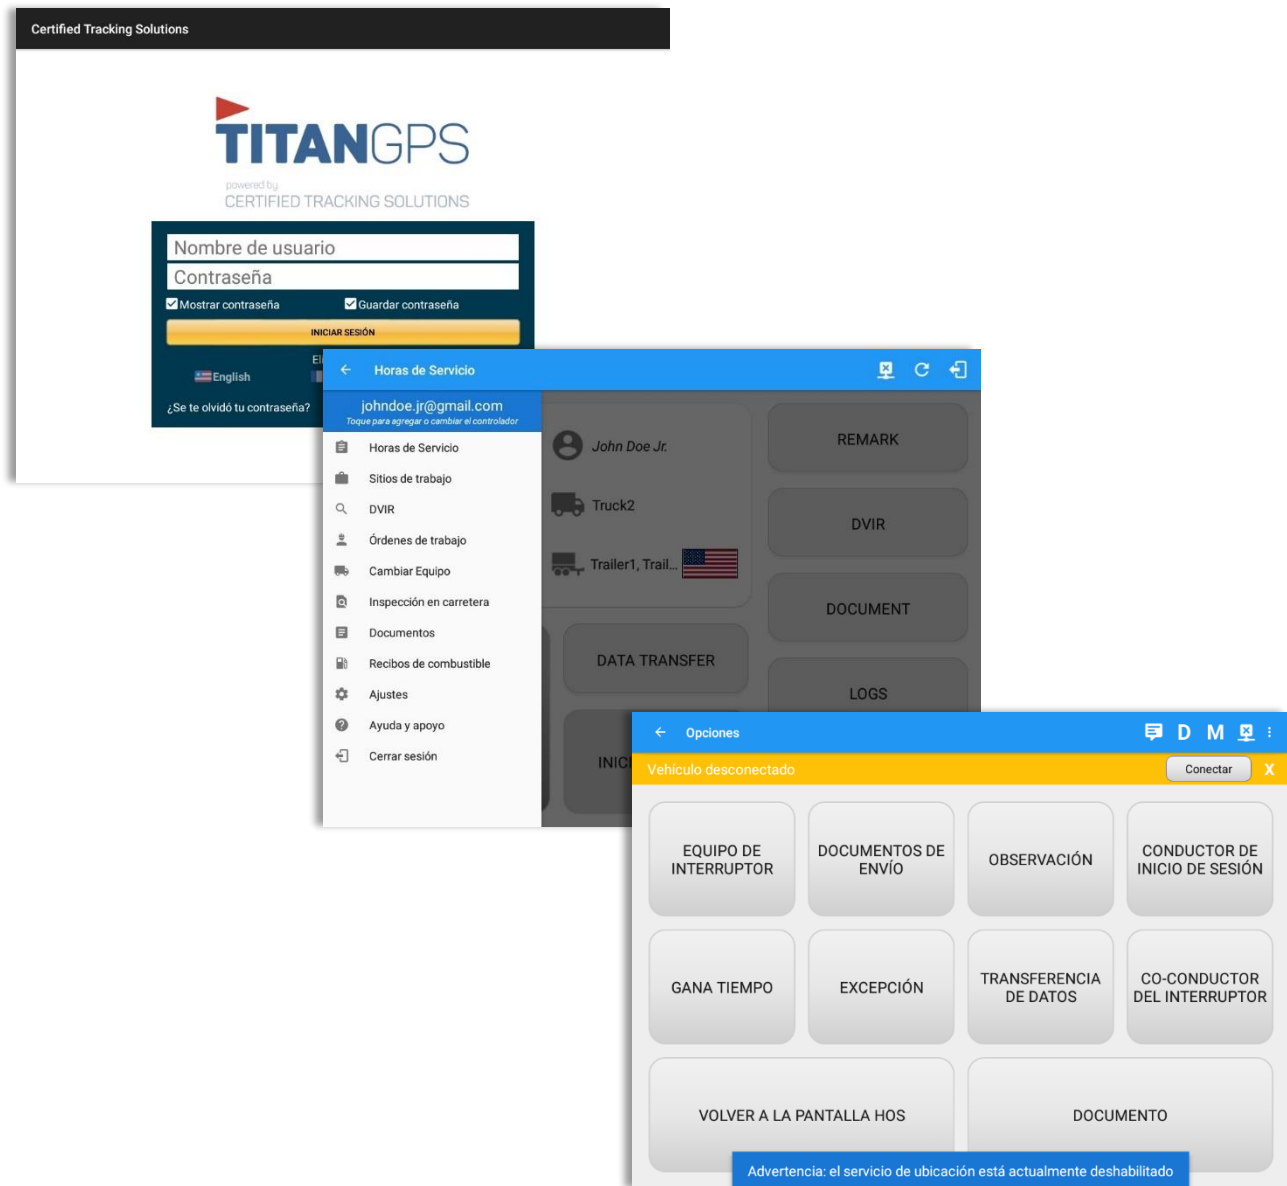 Certified Tracking Solutions
TITANGPS
powered by
CERTIFIED TRACKING SOLUTIONS
Nombre de usuario
Contraseña
Mostrar contraseña
Guardar contraseña
INICIAR SESIÓN
English
¿Se te olvidó tu contraseña?
Horas de Servicio
johndoe.jr@gmail.com
Toque para agregar o cambiar el controlador
Horas de Servicio
Sitios de trabajo
DVIR
Órdenes de trabajo
Cambiar Equipo
Inspección en carretera
Documentos
Recibos de combustible
Ajustes
Ayuda y apoyo
Cerrar sesión
John Doe Jr.
Truck2
Trailer1, Trail...
REMARK
DVIR
DOCUMENT
DATA TRANSFER
LOGS
Opciones
D M
Vehículo desconectado
Conectar
X
EQUIPO DE
INTERRUPTOR
DOCUMENTOS DE
ENVÍO
OBSERVACIÓN
CONDUCTOR DE
INICIO DE SESIÓN
GANA TIEMPO
EXCEPCIÓN
TRANSFERENCIA
DE DATOS
CO-CONDUCTOR
DEL INTERRUPTOR
VOLVER A LA PANTALLA HOS
DOCUMENTO
Advertencia: el servicio de ubicación está actualmente deshabilitado